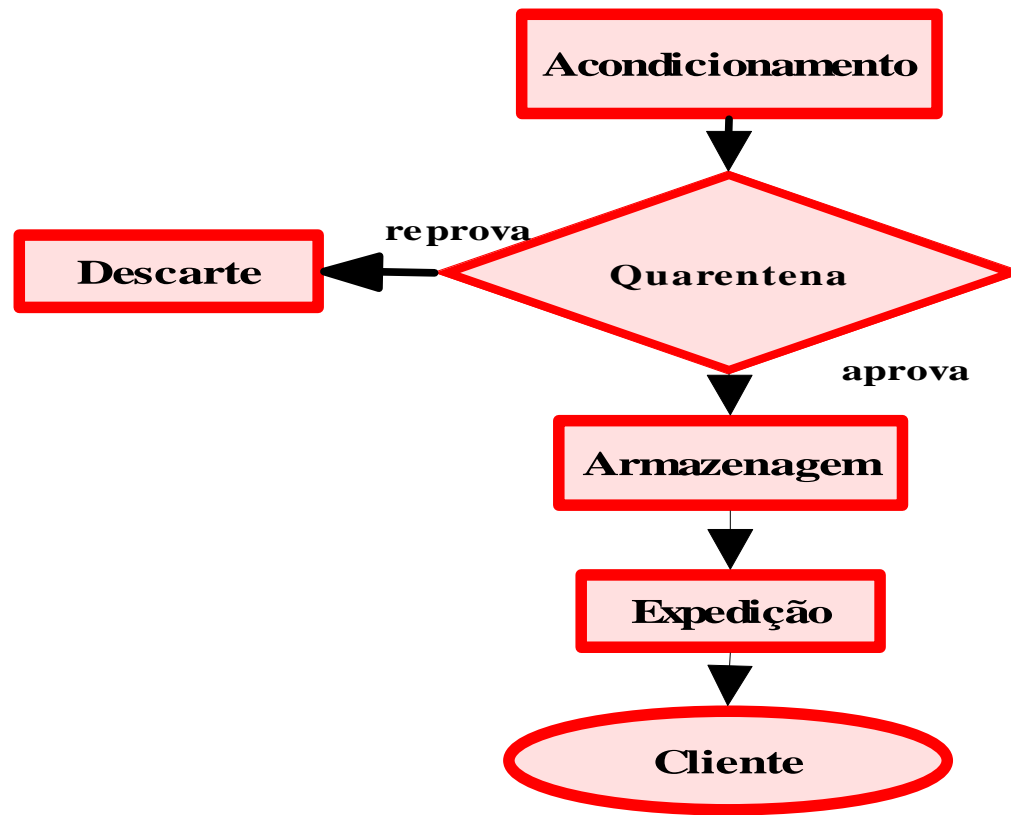 Acondicionamento
reprova
Descarte
Quarentena
aprova
Armazenagem
Expedição
Cliente